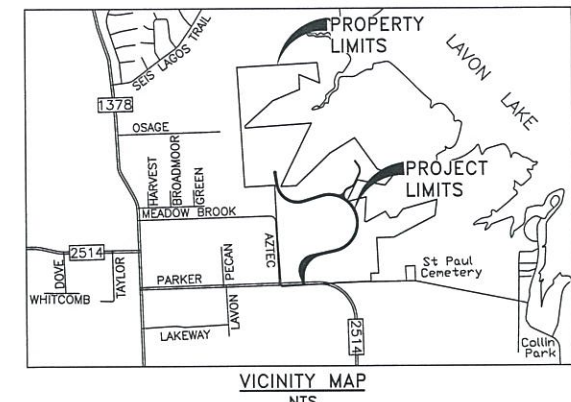 PROPERTY
LIMITS
LAVON
LAKE
SEIS LAGOS TRAIL
1378
OSAGE
HARVEST
BROADMOOR
GREEN
MEADOW BROOK
PROJECT
LIMITS
AZTEC
2514
DOVE
WHITCOMB
TAYLOR
PARKER
PECAN
LAVON
LAKEWAY
St Paul
Cemetery
2514
Collin
Park
VICINITY MAP
NTS